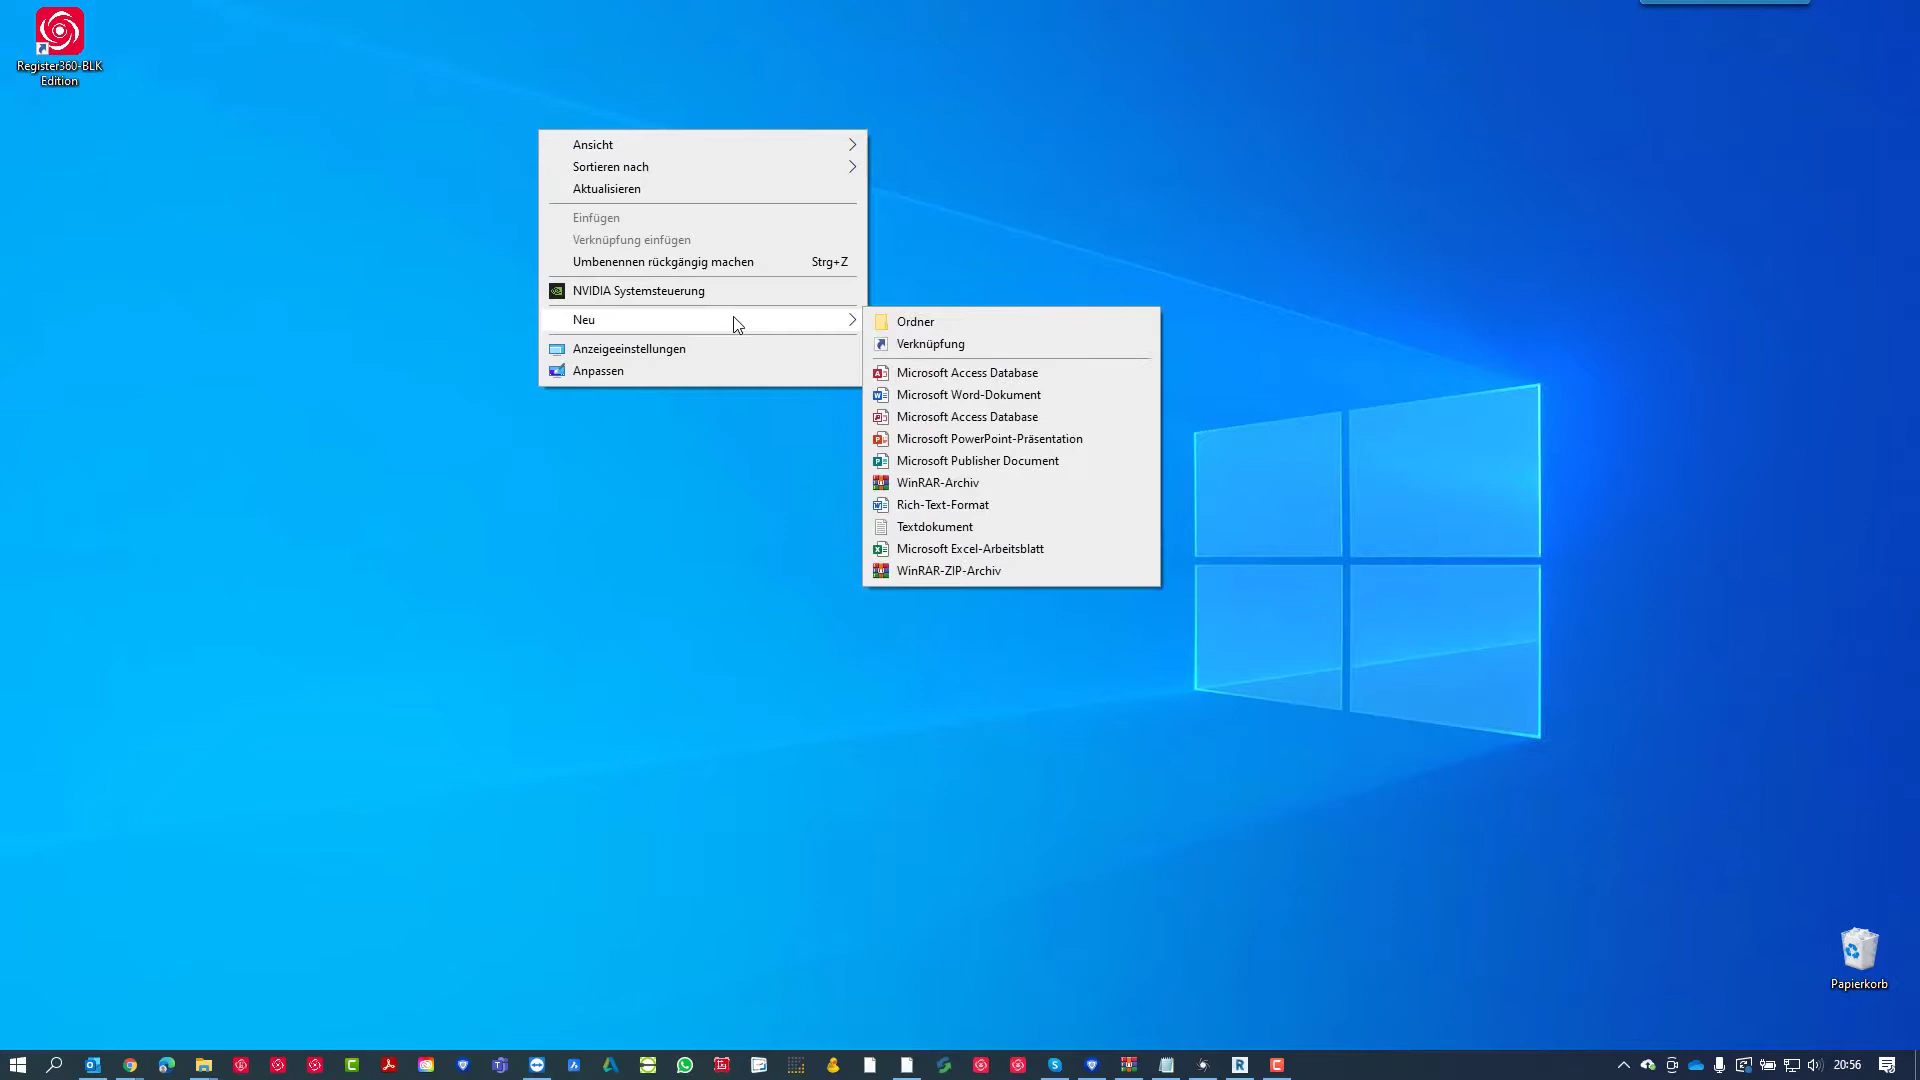 Register360-BLK
Edition
Ansicht
Sortieren nach
Aktualisieren
Einfügen
Verknüpfung einfügen
Umbenennen rückgängig machen Strg+Z
NVIDIA Systemsteuerung
Neu
Anzeigeeinstellungen
Anpassen
Ordner
Verknüpfung
Microsoft Access Database
Microsoft Word-Dokument
Microsoft Access Database
Microsoft PowerPoint-Präsentation
Microsoft Publisher Document
WinRAR-Archiv
Rich-Text-Format
Textdokument
Microsoft Excel-Arbeitsblatt
WinRAR-ZIP-Archiv
Papierkorb
20:56